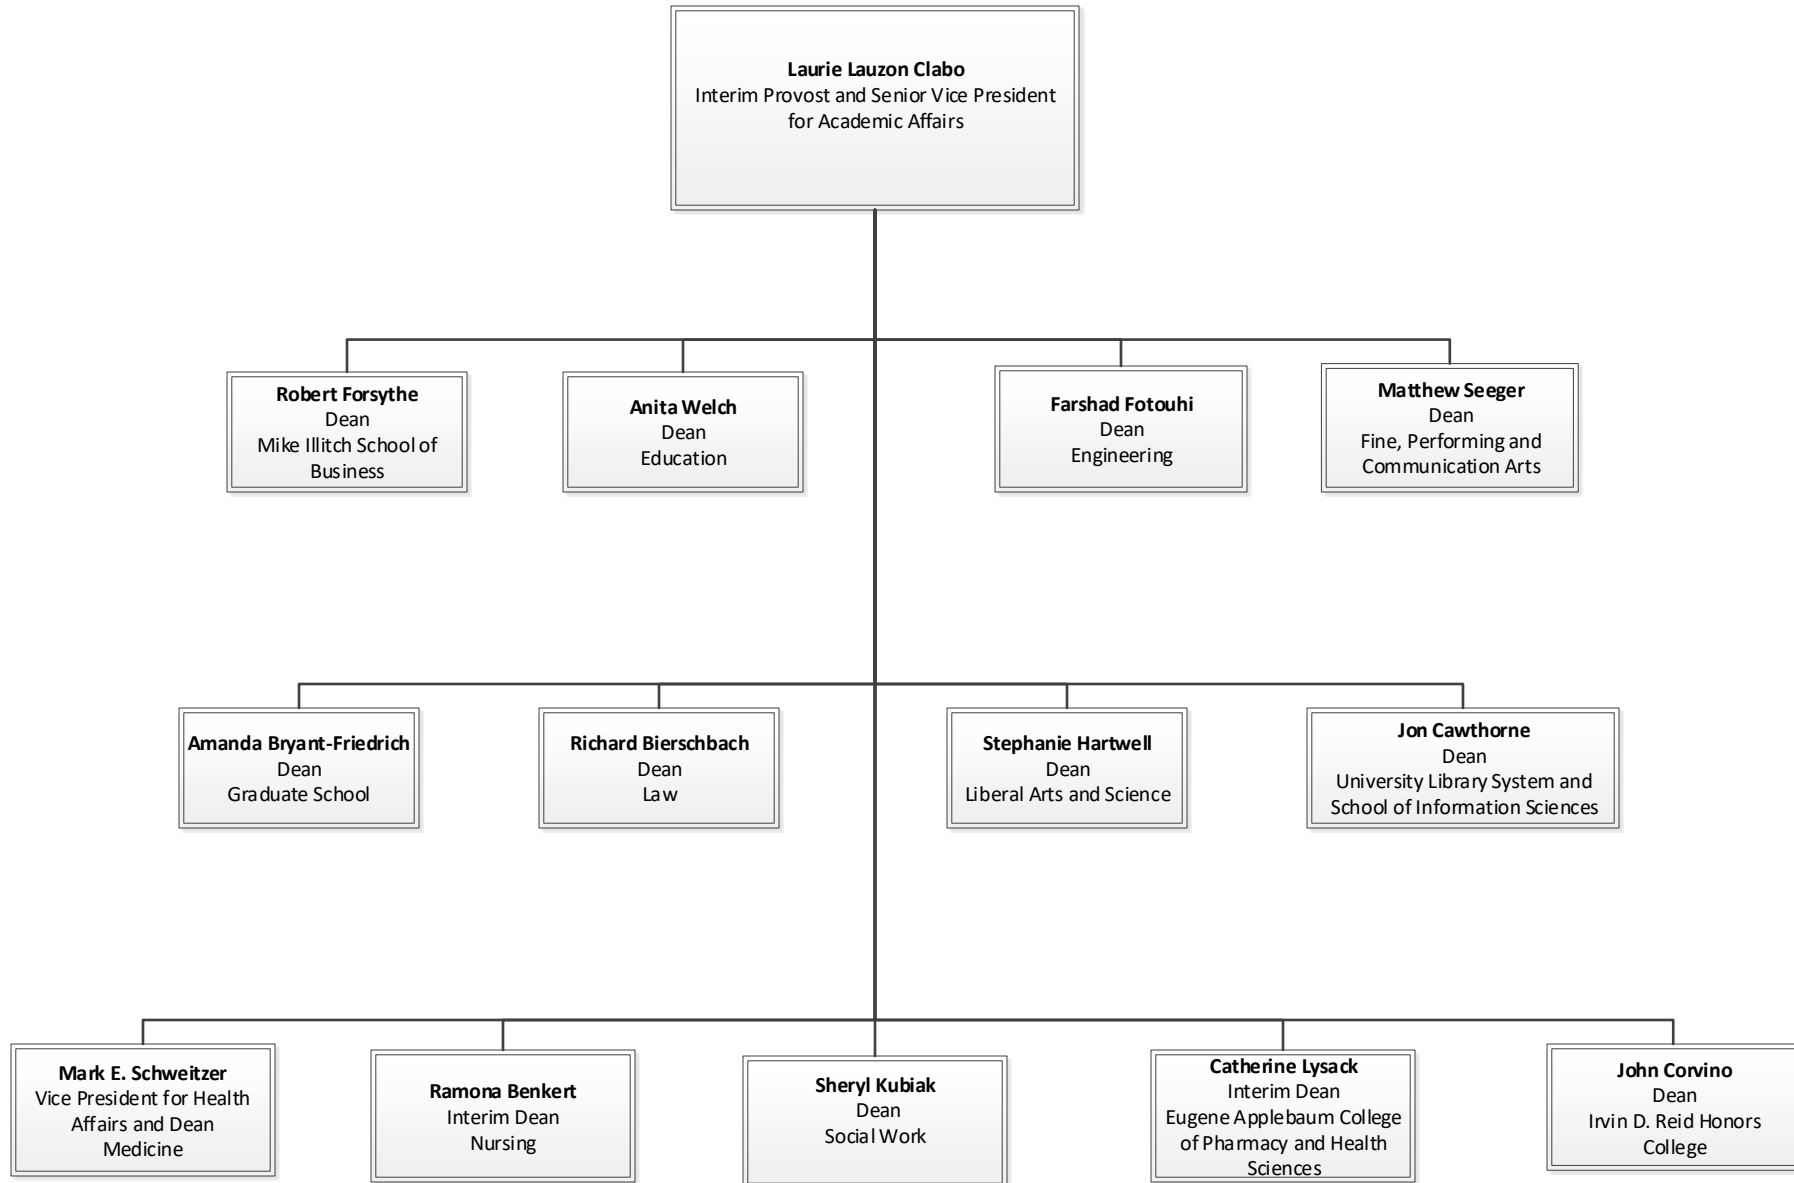 Laurie Lauzon Clabo
Interim Provost and Senior Vice President
for Academic Affairs
Robert Forsythe
Dean
Mike Illitch School of
Business
Anita Welch
Dean
Education
Farshad Fotouhi
Dean
Engineering
Matthew Seeger
Dean
Fine, Performing and
Communication Arts
Amanda Bryant-Friedrich
Dean
Graduate School
Richard Bierschbach
Dean
Law
Stephanie Hartwell
Dean
Liberal Arts and Science
Jon Cawthorne
Dean
University Library System and
School of Information Sciences
Mark E. Schweitzer
Vice President for Health
Affairs and Dean
Medicine
Ramona Benkert
Interim Dean
Nursing
Sheryl Kubiak
Dean
Social Work
Catherine Lysack
Interim Dean
Eugene Applebaum College
of Pharmacy and Health
Sciences
John Corvino
Dean
Irvin D. Reid Honors
College